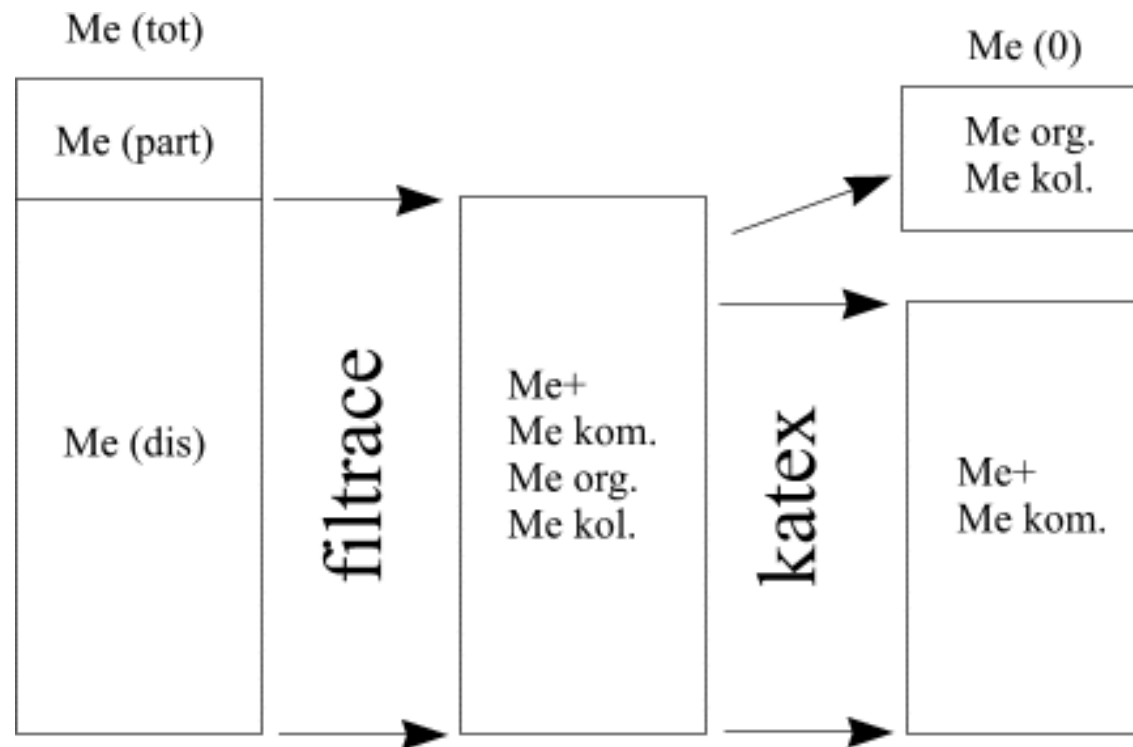 Me (tot)
Me (part)
Me (dis)
filtrace
Me+
Me kom.
Me org.
Me kol.
katex
Me (0)
Me org.
Me kol.
Me+
Me kom.